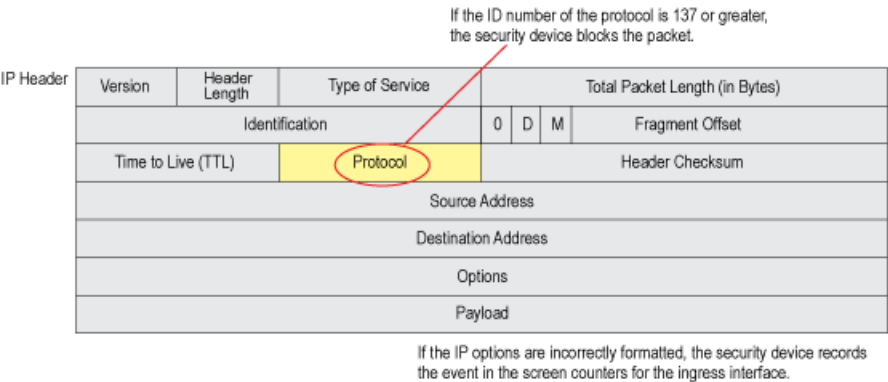 If the ID number of the protocol is 137 or greater,
the security device blocks the packet.
IP Header
Version
Header
Length
Type of Service
Total Packet Length (in Bytes)
Identification
0
D
M
Fragment Offset
Time to Live (TTL)
Protocol
Header Checksum
Source Address
Destination Address
Options
Payload
If the IP options are incorrectly formatted, the security device records
the event in the screen counters for the ingress interface.